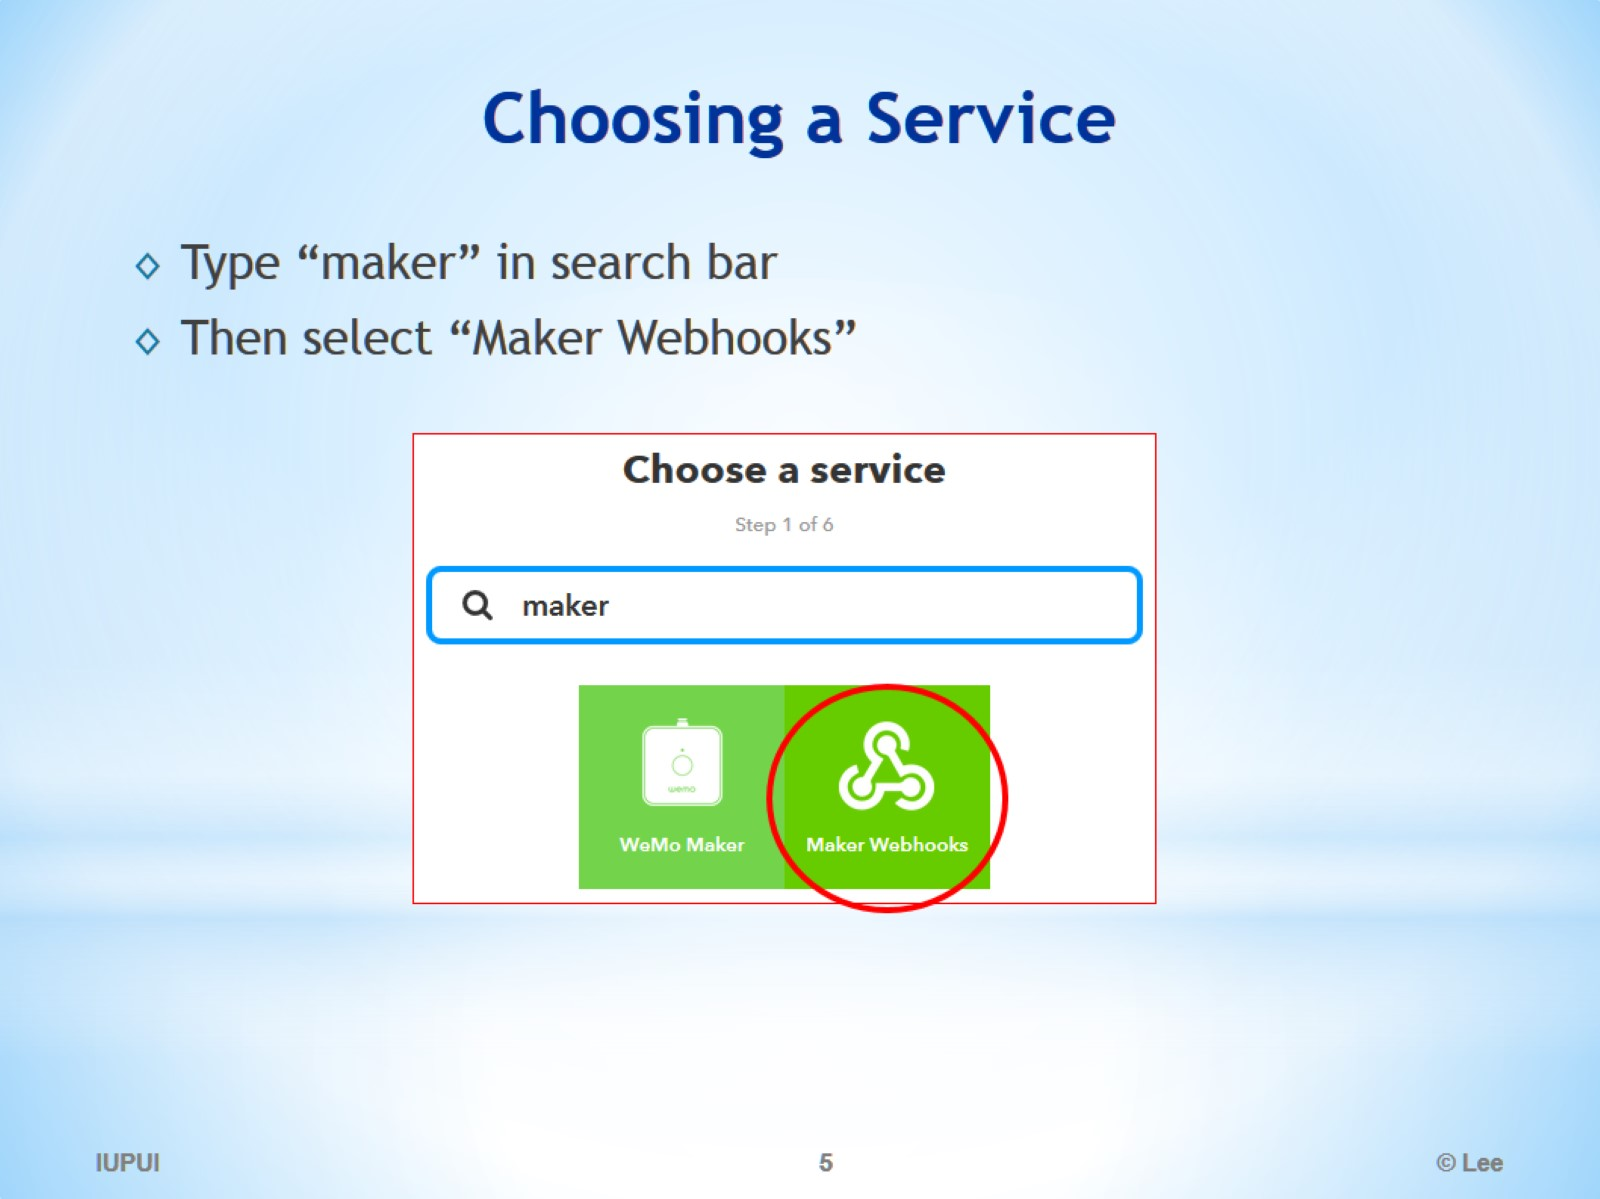 Choosing a Service
Type “maker” in search bar
Then select “Maker Webhooks”
Choose a service
Step 1 of 6
maker
wemo
WeMo Maker
Maker Webhooks
IUPUI
5
© Lee